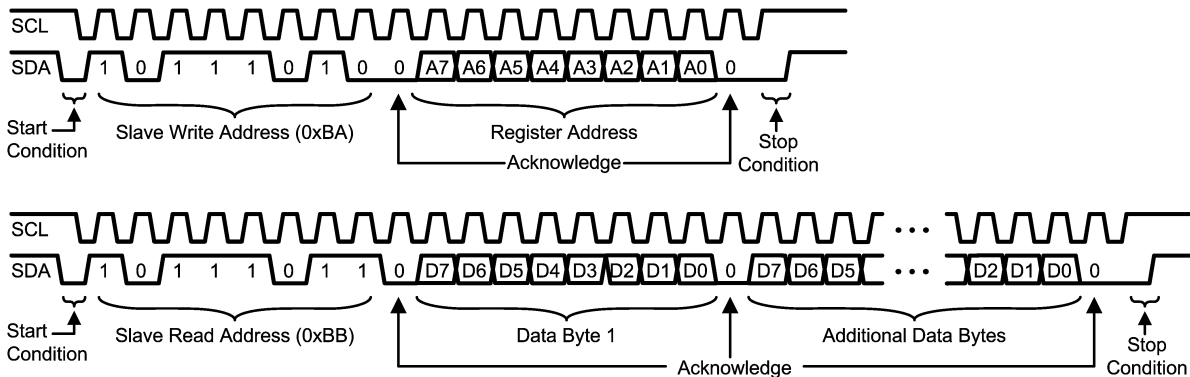 SCL
SDA 1 0 1 1 1 0 1 0 0 A7 A6 A5 A4 A3 A2 A1 A0 0
Start Condition
Slave Write Address (0xBA)
Register Address
Acknowledge
Stop Condition
SCL ...
SDA 1 0 1 1 1 0 1 1 0 D7 D6 D5 D4 D3 D2 D1 D0 0 D7 D6 D5 ... D2 D1 D0 0
Start Condition
Slave Read Address (0xBB)
Data Byte 1
Additional Data Bytes
Acknowledge
Stop Condition